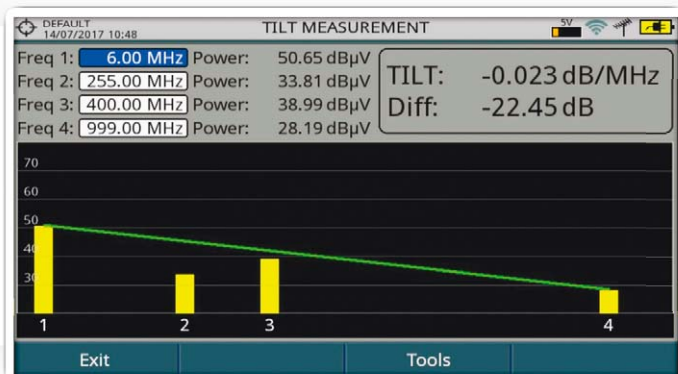 DEFAULT
14/07/2017 10:48
TILT MEASUREMENT
5V
Freq 1: 6.00 MHz Power: 50.65 dBµV
Freq 2: 255.00 MHz Power: 33.81 dBµV
Freq 3: 400.00 MHz Power: 38.99 dBµV
Freq 4: 999.00 MHz Power: 28.19 dBµV
TILT: -0.023 dB/MHz
Diff: -22.45 dB
70
60
50
40
30
1 2 3 4
Exit Tools